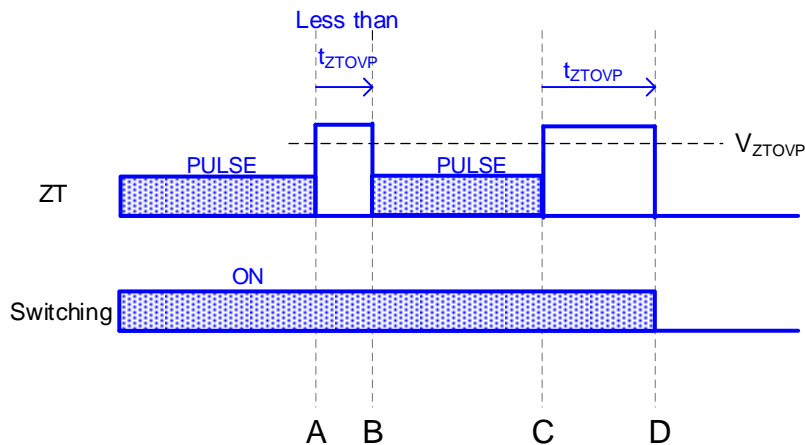 Less than
tZTOVP
tZTOVP
VZTOVP
PULSE
PULSE
ZT
ON
Switching
A B C D